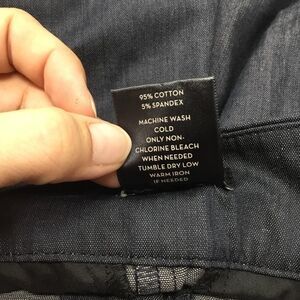 95% COTTON
5% SPANDEX
MACHINE WASH
COLD
ONLY NON-
CHLORINE BLEACH
WHEN NEEDED
TUMBLE DRY LOW
WARM IRON
IF NEEDED